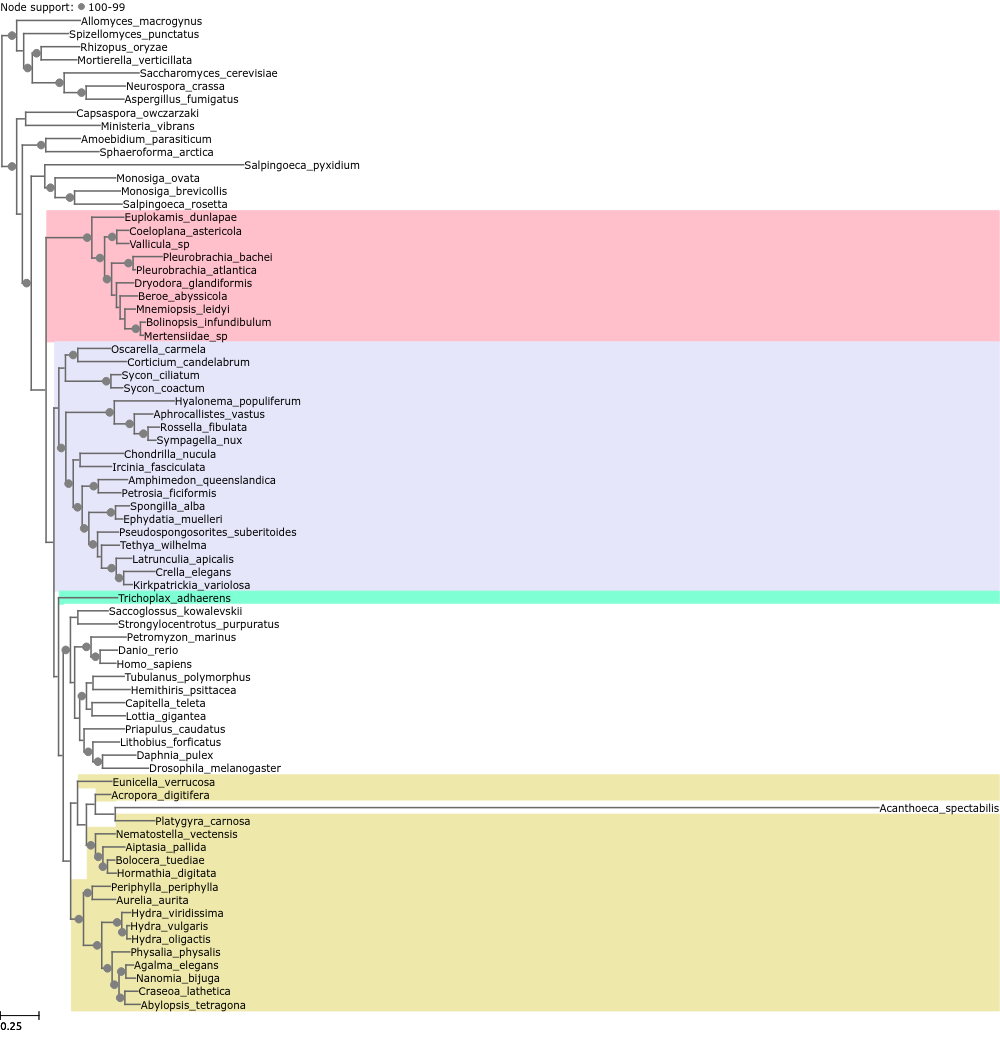 Node support: 100-99
Allomyces_macrogynus
Spizellomyces_punctatus
Rhizopus_oryzae
Mortierella_verticillata
Saccharomyces_cerevisiae
Neurospora_crassa
Aspergillus_fumigatus
Capsaspora_owczarzaki
Ministeria_vibrans
Amoebidium_parasiticum
Sphaeroforma_arctica
Salpingoeca_pyxidium
Monosiga_ovata
Monosiga_brevicollis
Salpingoeca_rosetta
Euplokamis_dunlapae
Coeloplana_astericola
Vallicula_sp
Pleurobrachia_bachei
Pleurobrachia_atlantica
Dryodora_glandiformis
Beroe_abyssicola
Mnemiopsis_leidyi
Bolinopsis_infundibulum
Mertensiidae_sp
Oscarella_carmela
Corticium_candelabrum
Sycon_ciliatum
Sycon_coactum
Hyalonema_populiferum
Aphrocallistes_vastus
Rossella_fibulata
Sympagella_nux
Chondrilla_nucula
Ircinia_fasciculata
Amphimedon_queenslandica
Petrosia_ficiformis
Spongilla_alba
Ephydatia_muelleri
Pseudospongosorites_suberitoides
Tethya_wilhelma
Latrunculia_apicalis
Crella_elegans
Kirkpatrickia_variolosa
Trichoplax_adhaerens
Saccoglossus_kowalevskii
Strongylocentrotus_purpuratus
Petromyzon_marinus
Danio_rerio
Homo_sapiens
Tubulanus_polymorphus
Hemithiris_psittacea
Capitella_teleta
Lottia_gigantea
Priapulus_caudatus
Lithobius_forficatus
Daphnia_pulex
Drosophila_melanogaster
Eunicella_verrucosa
Acropora_digitifera
Acanthoeca_spectabilis
Platygyra_carnosa
Nematostella_vectensis
Aiptasia_pallida
Bolocera_tuediae
Hormathia_digitata
Periphylla_periphylla
Aurelia_aurita
Hydra_viridissima
Hydra_vulgaris
Hydra_oligactis
Physalia_physalis
Agalma_elegans
Nanomia_bijuga
Craseoa_lathetica
Abylopsis_tetragona
0.25